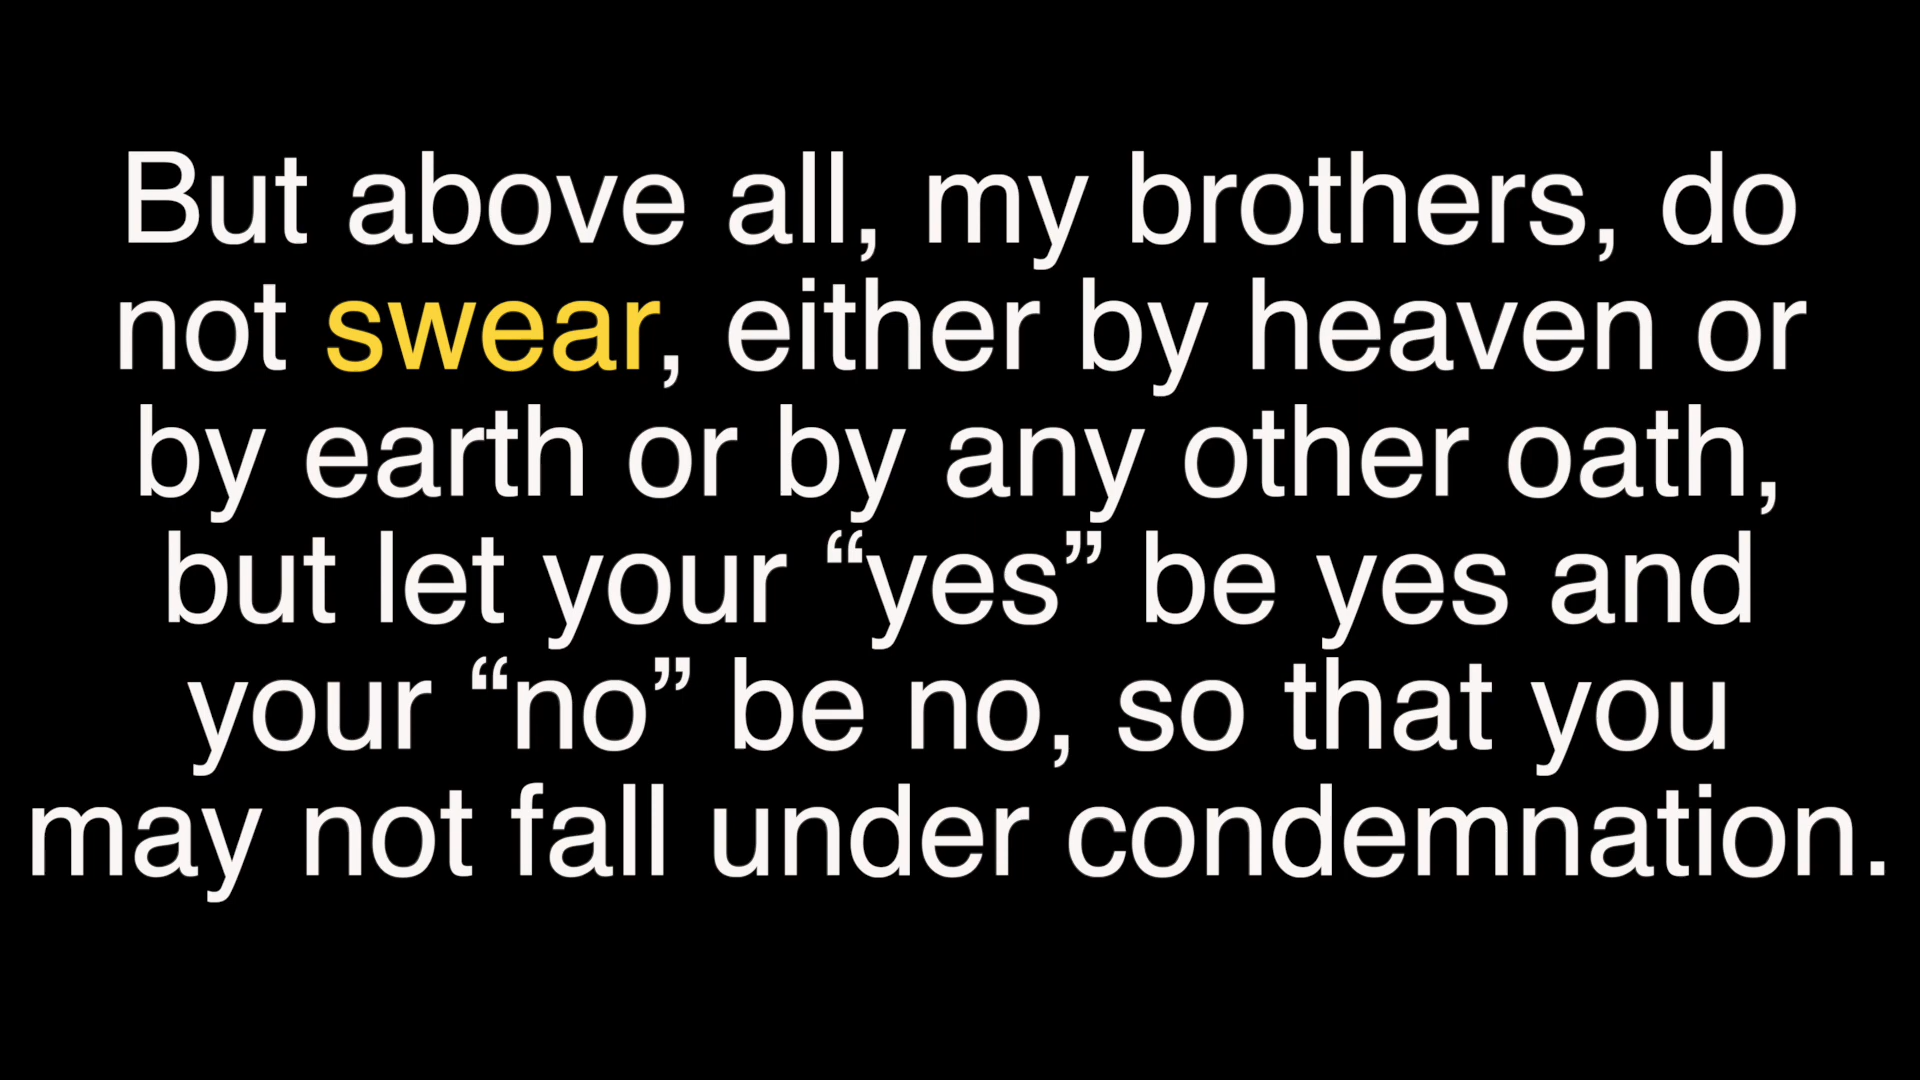 But above all, my brothers, do
not swear, either by heaven or
by earth or by any other oath,
but let your “yes” be yes and
your “no” be no, so that you
may not fall under condemnation.